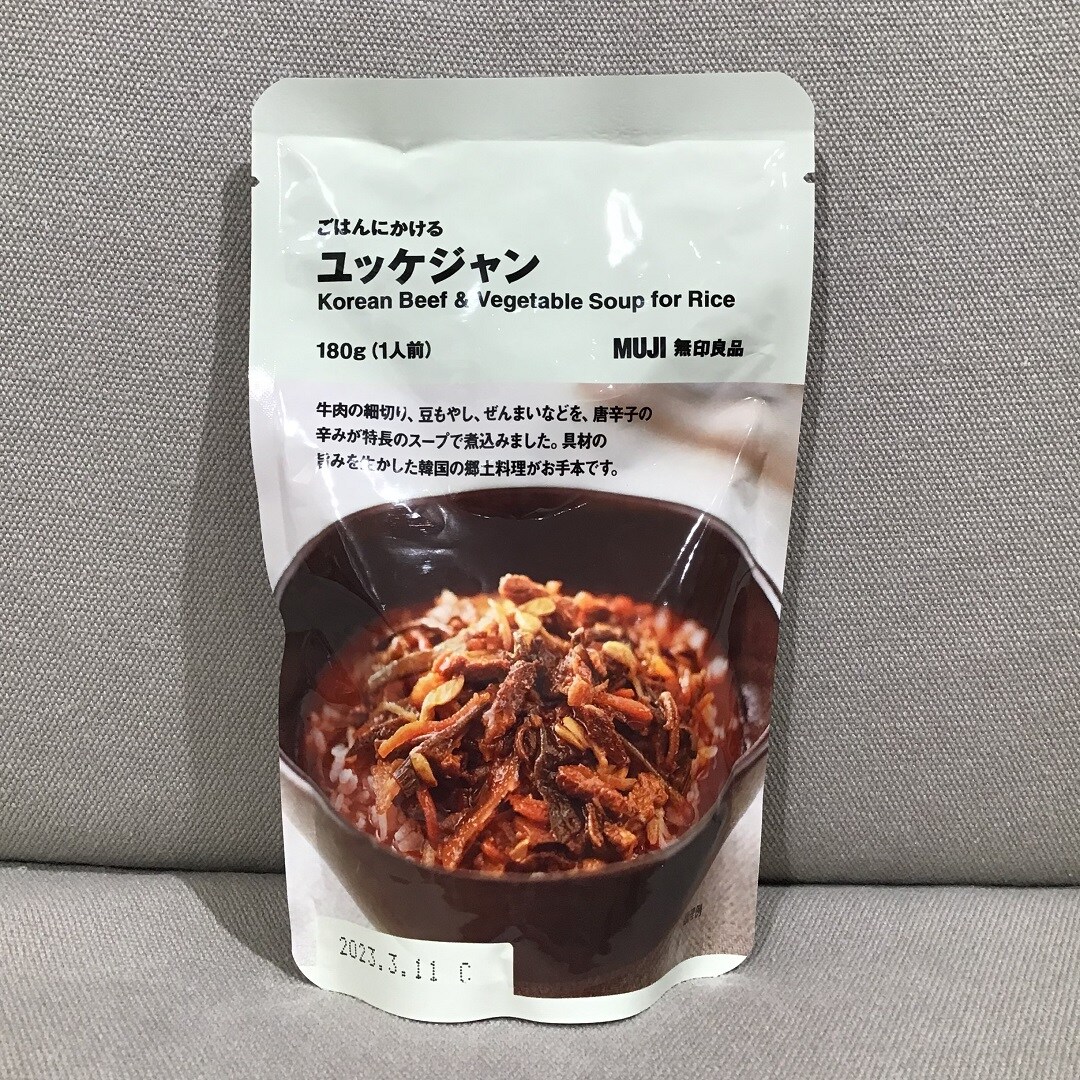 ごはんにかける
ユッケジャン
Korean Beef & Vegetable Soup for Rice
180g（1人前）
MUJI 無印良品
牛肉の細切り、豆もやし、ぜんまいなどを、唐辛子の
辛みが特長のスープで煮込みました。具材の
旨みを生かした韓国の郷土料理がお手本です。
2023.3.11 C